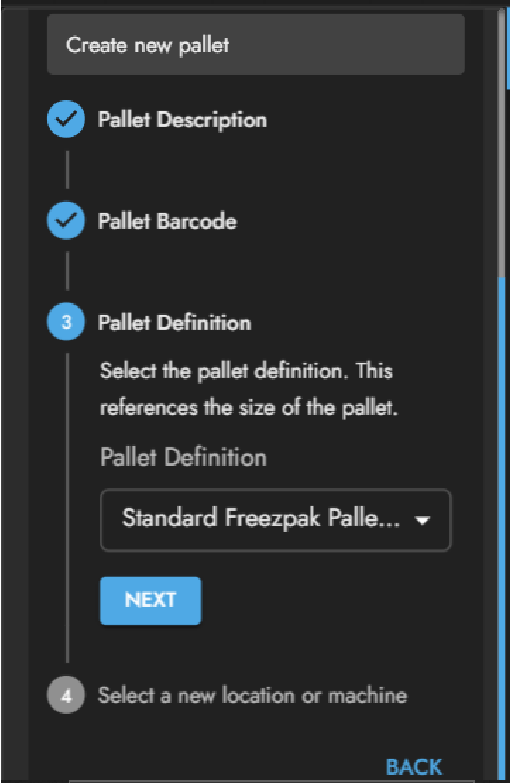 Create new pallet
Pallet Description
Pallet Barcode
3 Pallet Definition
Select the pallet definition. This
references the size of the pallet.
Pallet Definition
Standard Freezpak Palle...
NEXT
4 Select a new location or machine
BACK